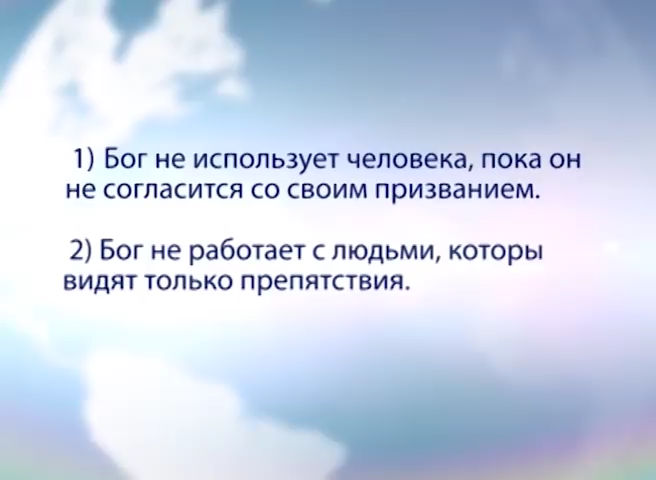 1) Бог не использует человека, пока он
не согласится со своим призванием.
2) Бог не работает с людьми, которы
видят только препятствия.